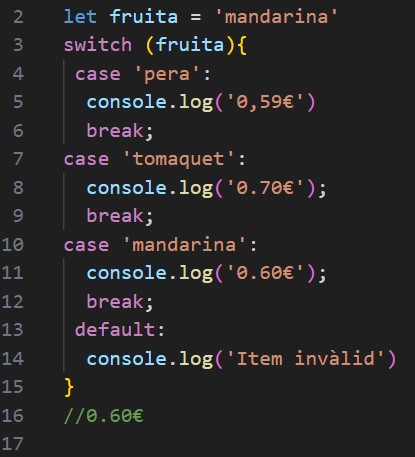 2 let fruita = 'mandarina'
3 switch (fruita){
4 case 'pera':
5 console.log('0,59€')
6 break;
7 case 'tomaquet':
8 console.log('0.70€');
9 break;
10 case 'mandarina':
11 console.log('0.60€');
12 break;
13 default:
14 console.log('Item invàlid')
15 }
16 //0.60€
17